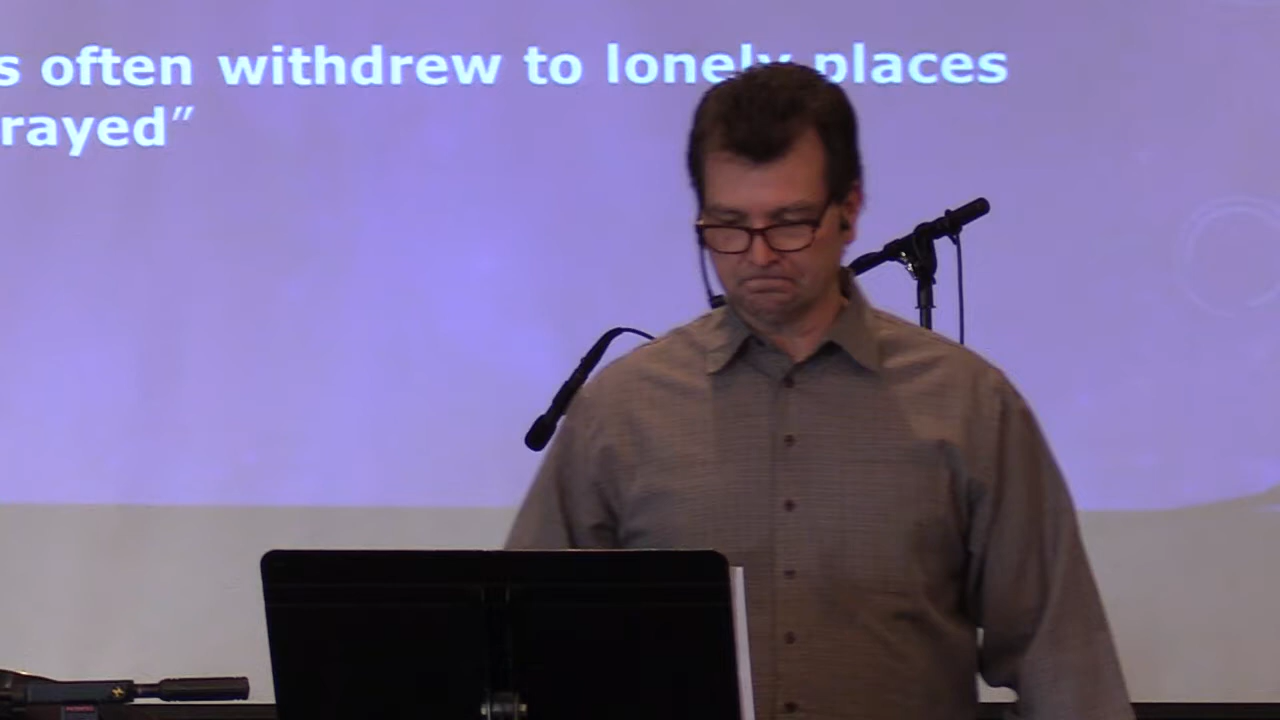 s often withdrew to lonely places
rayed”